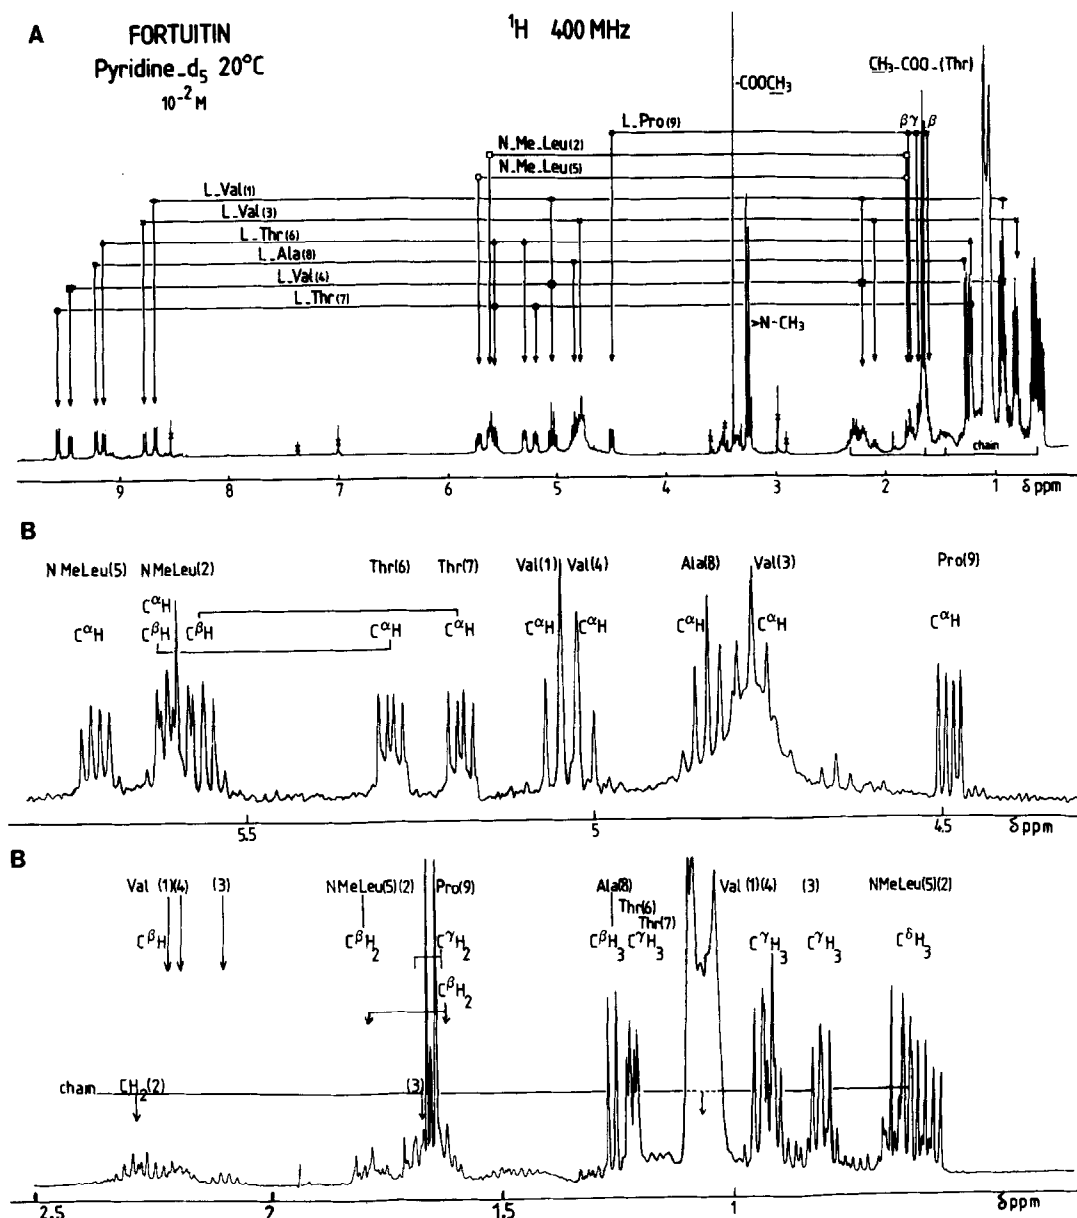 A
FORTUITIN
Pyridine_d5 20°C
10-2 M
1H 400 MHz
-COOCH3
CH3-COO-(Thr)
L_Pro(9)
β γ β
N_Me_Leu(2)
N_Me_Leu(5)
L_Val(1)
L_Val(3)
L_Thr(6)
L_Ala(8)
L_Val(4)
L_Thr(7)
>N-CH3
chain
9 8 7 6 5 4 3 2 1 δ ppm
B
N MeLeu(5) NMeLeu(2) Thr(6) Thr(7) Val(1) Val(4) Ala(8) Val(3) Pro(9)
CαH
CαH CβH CβH CαH CαH CαH CαH CαH CαH CαH
5.5 5 4.5 δ ppm
B
Val (1)(4) (3) NMeLeu(5)(2) Pro(9) Ala(8) Val (1)(4) (3) NMeLeu(5)(2)
Thr(6)
Thr(7)
CβH CβH2 CγH2 CβH3 CγH3 CγH3 CγH3 CδH3
CβH2
chain CH2(2) (3)
2.5 2 1.5 1 δ ppm